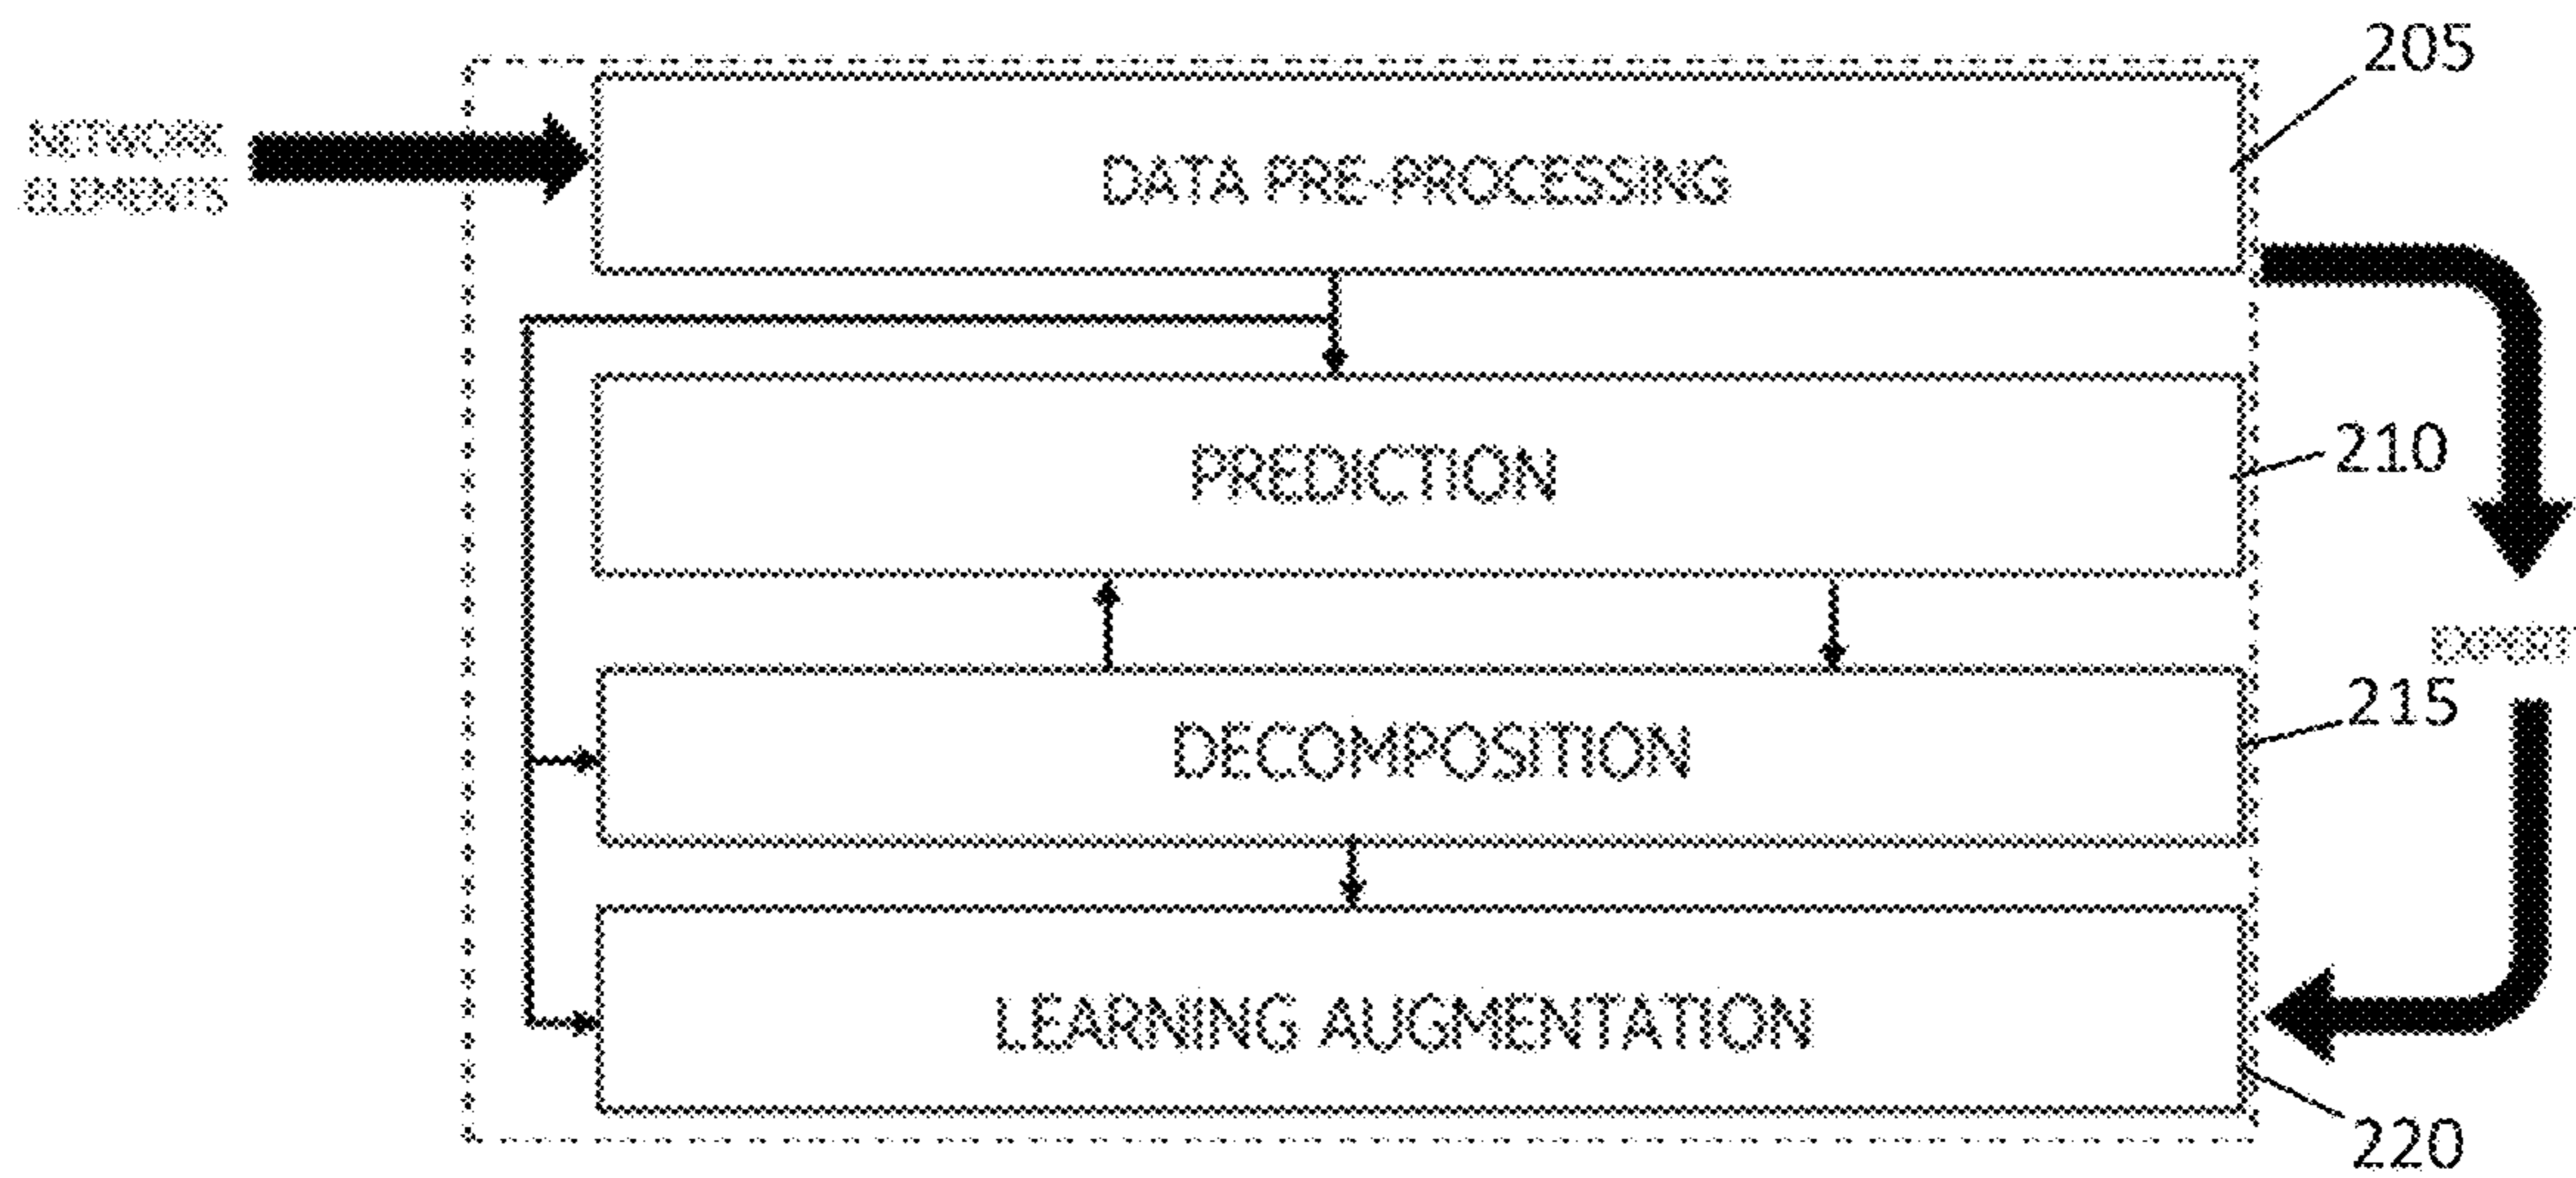 205
NETWORK
ELEMENTS
DATA PRE-PROCESSING
PREDICTION
210
EXPERT
DECOMPOSITION
215
LEARNING AUGMENTATION
220